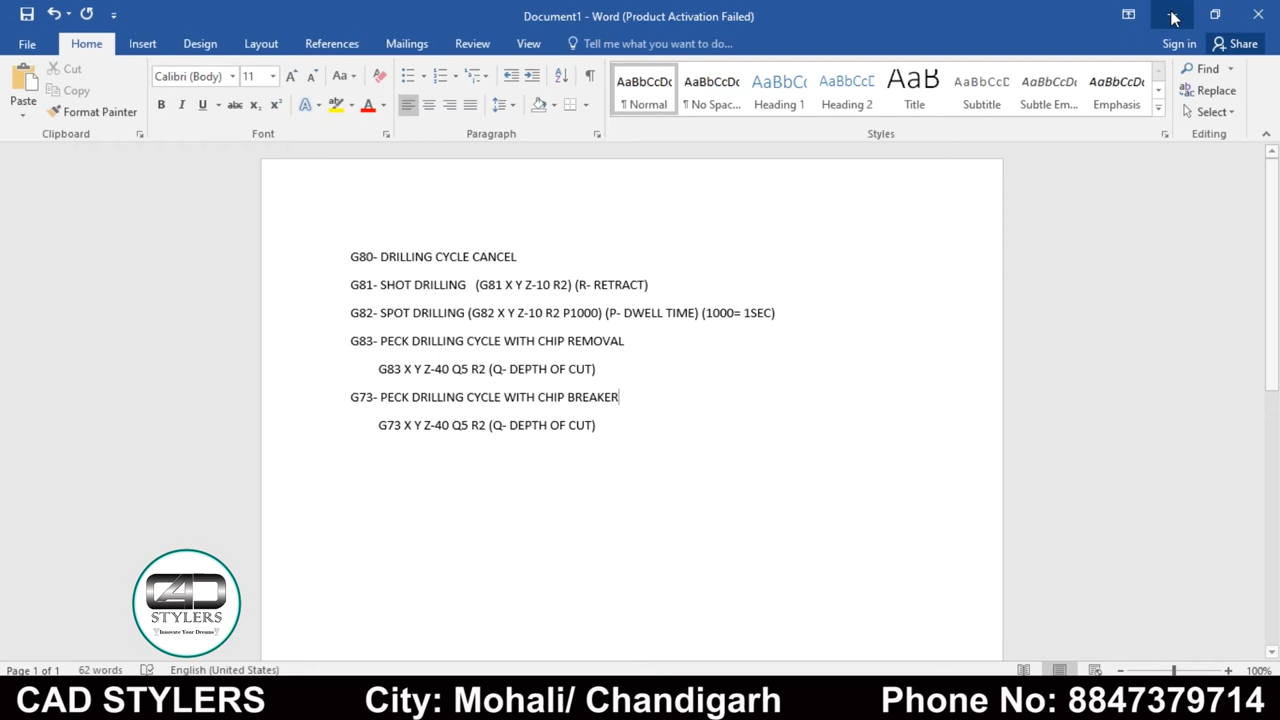 Document1 - Word (Product Activation Failed)
File Home Insert Design Layout References Mailings Review View Tell me what you want to do... Sign in Share
Paste Cut Copy Format Painter
Calibri (Body) 11
AaBbCcDc AaBbCcDc AaBbCc AaBbCcD AaB AaBbCcD AaBbCcDc AaBbCcDc
¶ Normal ¶ No Spac... Heading 1 Heading 2 Title Subtitle Subtle Em... Emphasis
Find Replace Select
Clipboard Font Paragraph Styles Editing
G80- DRILLING CYCLE CANCEL
G81- SHOT DRILLING (G81 X Y Z-10 R2) (R- RETRACT)
G82- SPOT DRILLING (G82 X Y Z-10 R2 P1000) (P- DWELL TIME) (1000= 1SEC)
G83- PECK DRILLING CYCLE WITH CHIP REMOVAL
G83 X Y Z-40 Q5 R2 (Q- DEPTH OF CUT)
G73- PECK DRILLING CYCLE WITH CHIP BREAKER
G73 X Y Z-40 Q5 R2 (Q- DEPTH OF CUT)
CAD
STYLERS
Innovate Your Dreams
Page 1 of 1 62 words English (United States) 100%
CAD STYLERS City: Mohali/ Chandigarh Phone No: 8847379714